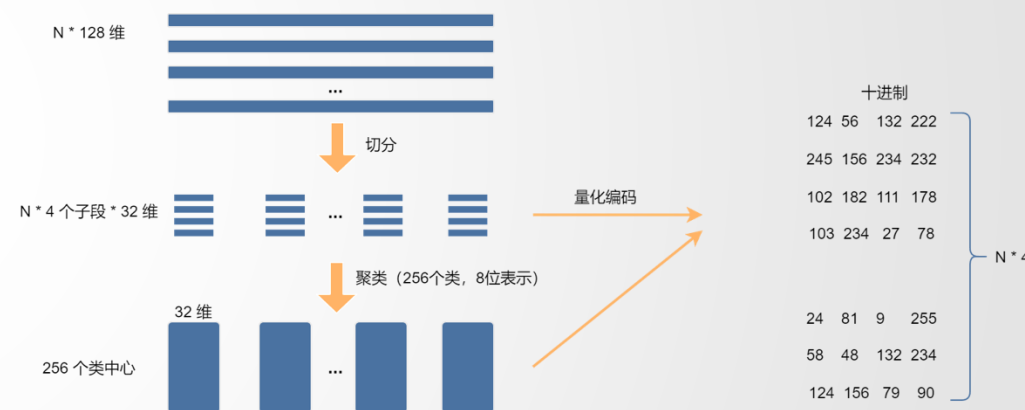 N * 128 维
...
切分
N * 4 个子段 * 32 维
...
聚类（256个类，8位表示）
32 维
256 个类中心
...
量化编码
十进制
124 56 132 222
245 156 234 232
102 182 111 178
103 234 27 78
24 81 9 255
58 48 132 234
124 156 79 90
N * 4